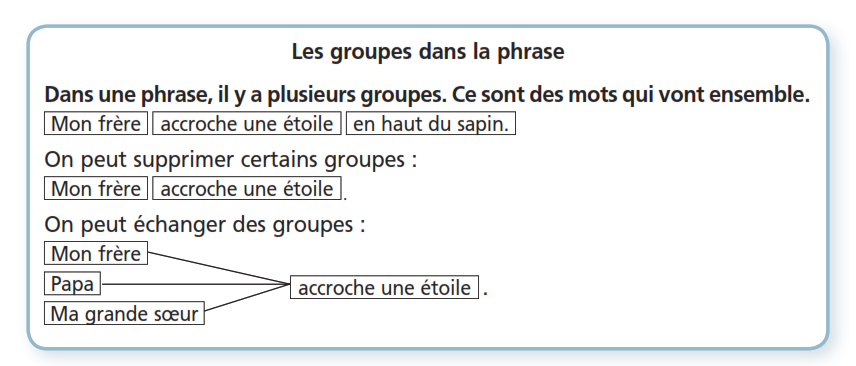 Les groupes dans la phrase
Dans une phrase, il y a plusieurs groupes. Ce sont des mots qui vont ensemble.
Mon frère accroche une étoile en haut du sapin.
On peut supprimer certains groupes :
Mon frère accroche une étoile .
On peut échanger des groupes :
Mon frère
Papa
accroche une étoile .
Ma grande sœur